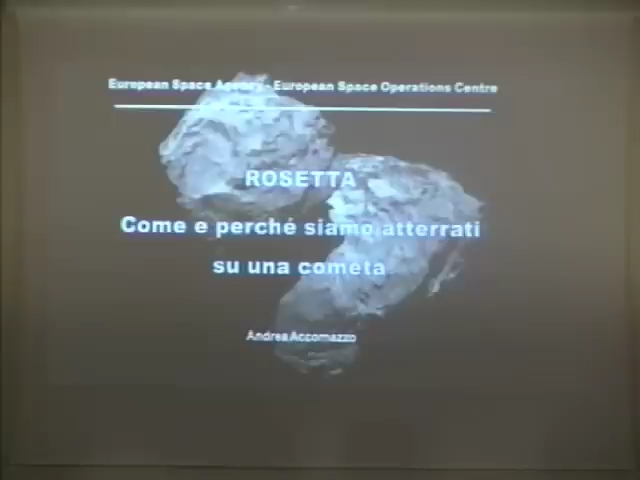 European Space Agency - European Space Operations Centre
ROSETTA
Come e perché siamo atterrati
su una cometa
Andrea Accomazzo